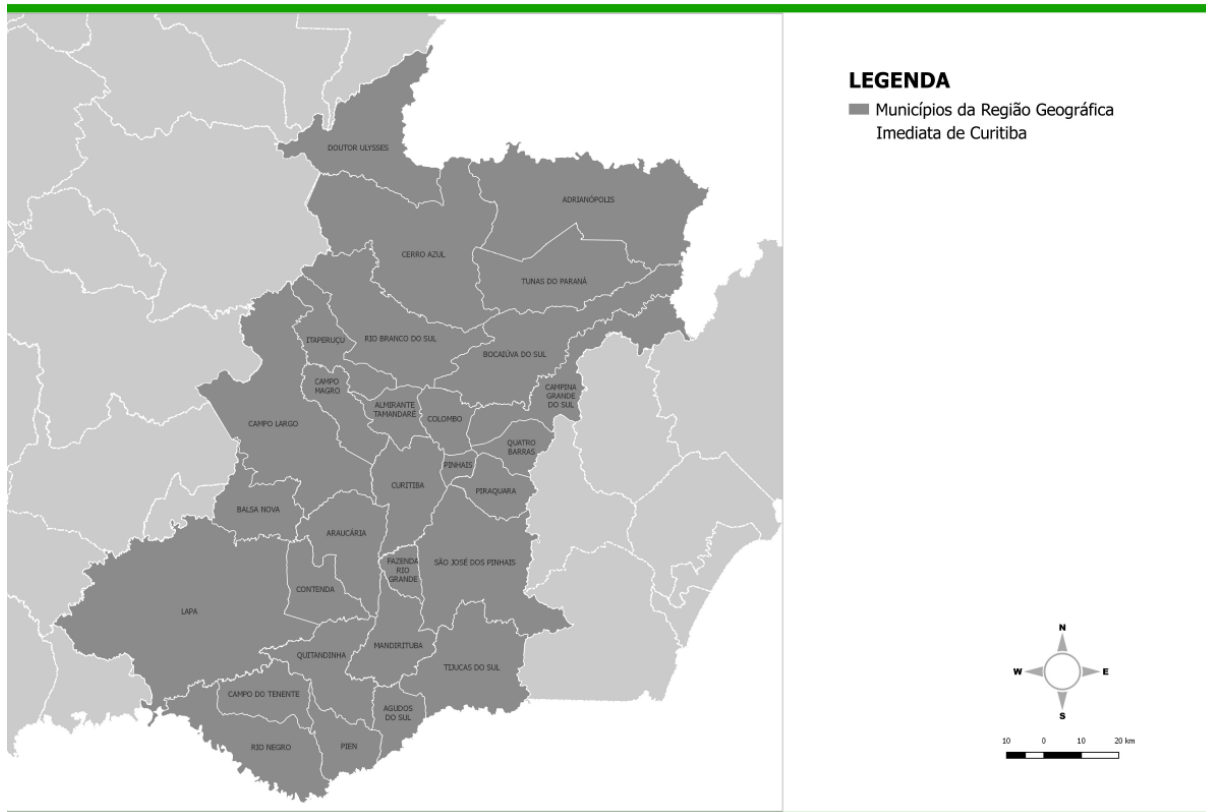 LEGENDA
Municípios da Região Geográfica
Imediata de Curitiba
DOUTOR ULYSSES
ADRIANÓPOLIS
CERRO AZUL
TUNAS DO PARANÁ
ITAPERUÇU
RIO BRANCO DO SUL
BOCAIÚVA DO SUL
CAMPO
MAGRO
CAMPINA
GRANDE
DO SUL
ALMIRANTE
TAMANDARÉ
COLOMBO
CAMPO LARGO
QUATRO
BARRAS
PINHAIS
CURITIBA
PIRAQUARA
BALSA NOVA
ARAUCÁRIA
FAZENDA
RIO
GRANDE
SÃO JOSÉ DOS PINHAIS
CONTENDA
LAPA
MANDIRITUBA
QUITANDINHA
TIJUCAS DO SUL
CAMPO DO TENENTE
AGUDOS
DO SUL
RIO NEGRO
PIEN
N
W
E
S
10 0 10 20 km